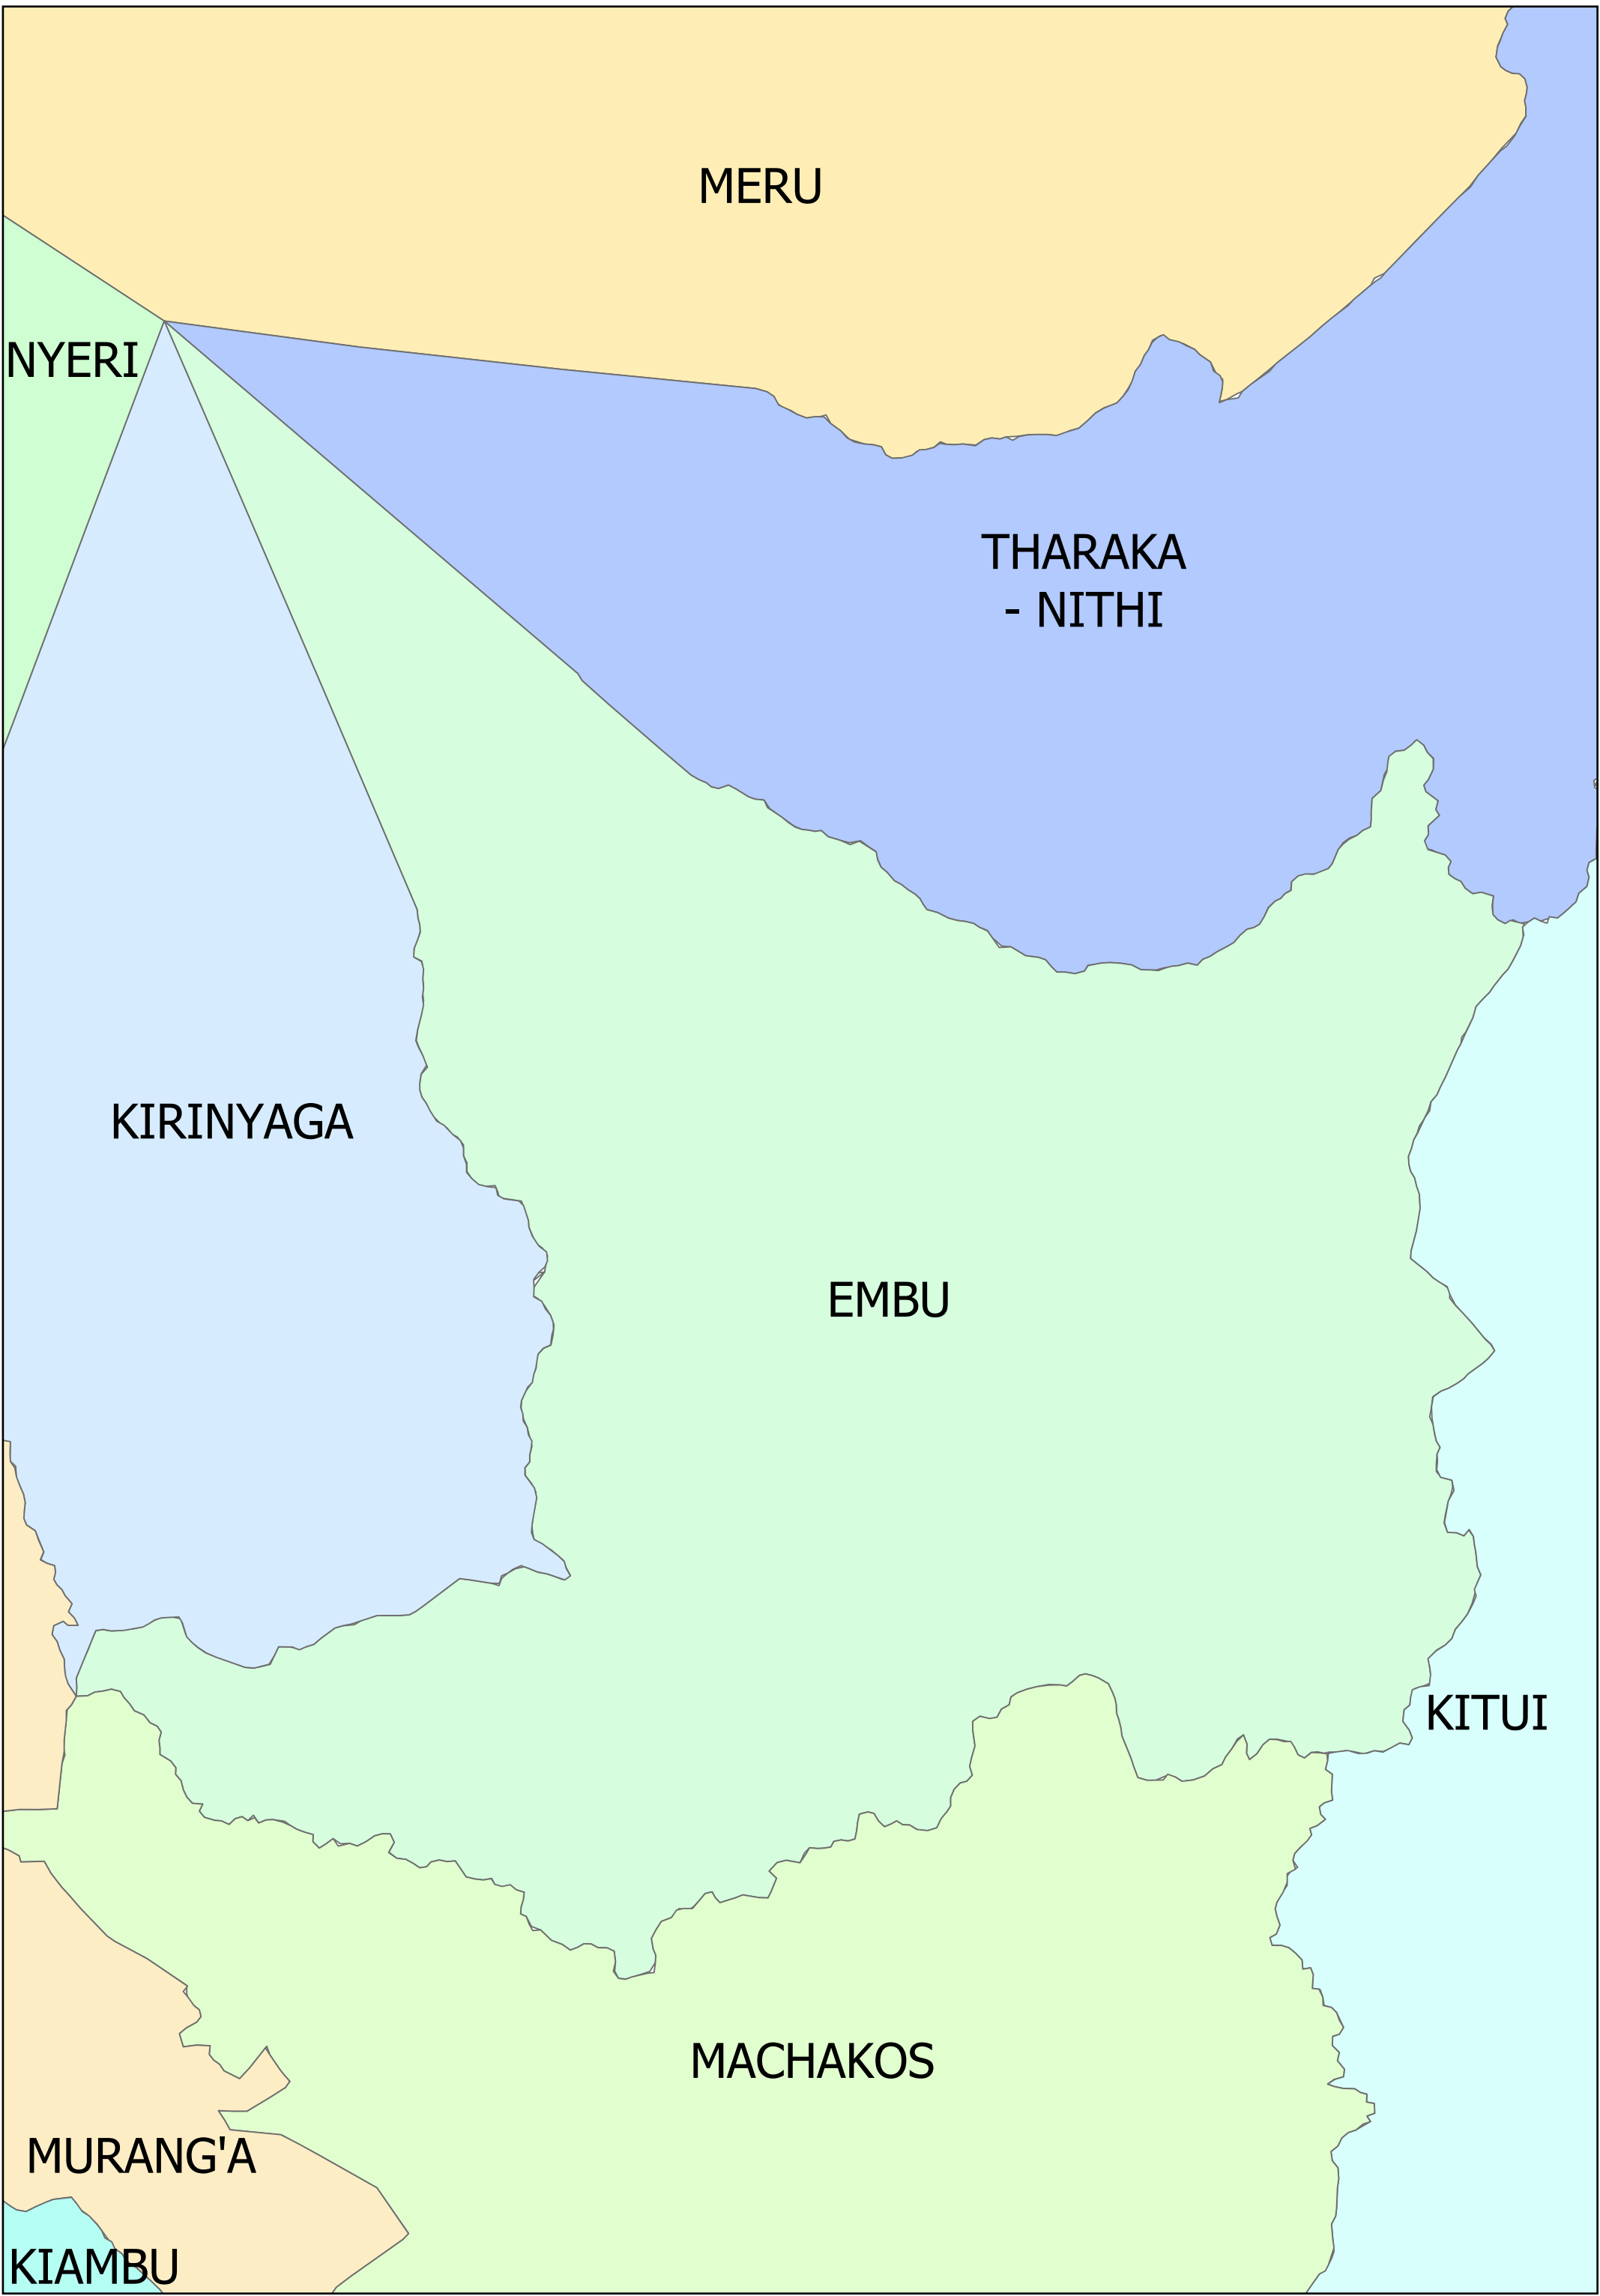 MERU
NYERI
THARAKA
- NITHI
KIRINYAGA
EMBU
KITUI
MACHAKOS
MURANG'A
KIAMBU